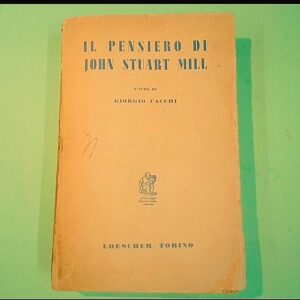 IL PENSIERO DI
JOHN STUART MILL
A CURA DI
GIORGIO FACCHI
LOESCHER - TORINO